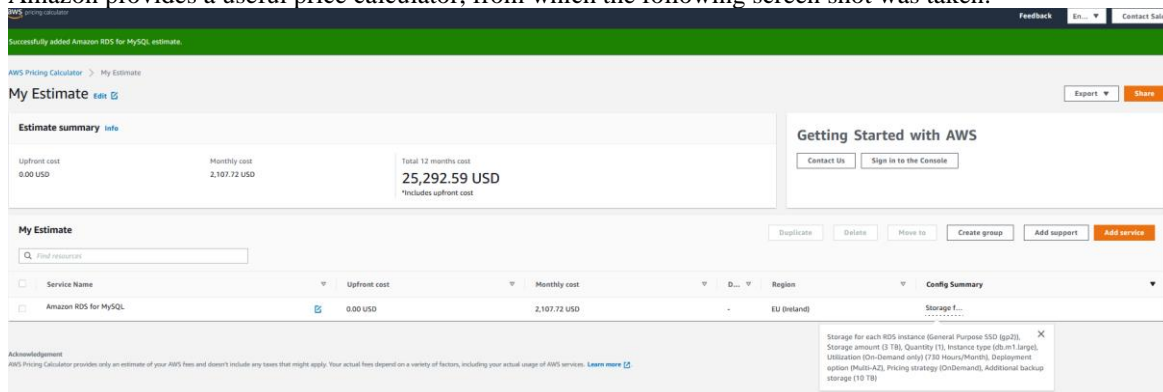 Amazon provides a useful price calculator, from which the following screen shot was taken.
aws pricing calculator
Feedback En... ▼ Contact Sale
Successfully added Amazon RDS for MySQL estimate.
AWS Pricing Calculator > My Estimate
My Estimate Edit
Export ▼ Share
Estimate summary Info
Upfront cost Monthly cost Total 12 months cost
0.00 USD 2,107.72 USD 25,292.59 USD
*Includes upfront cost
Getting Started with AWS
Contact Us Sign in to the Console
My Estimate
Duplicate Delete Move to Create group Add support Add service
Find resources
Service Name Upfront cost Monthly cost D... Region Config Summary
Amazon RDS for MySQL 0.00 USD 2,107.72 USD - EU (Ireland) Storage f...
Storage for each RDS instance (General Purpose SSD (gp2)),
Storage amount (3 TB), Quantity (1), Instance type (db.m1.large),
Utilization (On-Demand only) (730 Hours/Month), Deployment
option (Multi-AZ), Pricing strategy (OnDemand), Additional backup
storage (10 TB)
Acknowledgement
AWS Pricing Calculator provides only an estimate of your AWS fees and doesn't include any taxes that might apply. Your actual fees depend on a variety of factors, including your actual usage of AWS services. Learn more